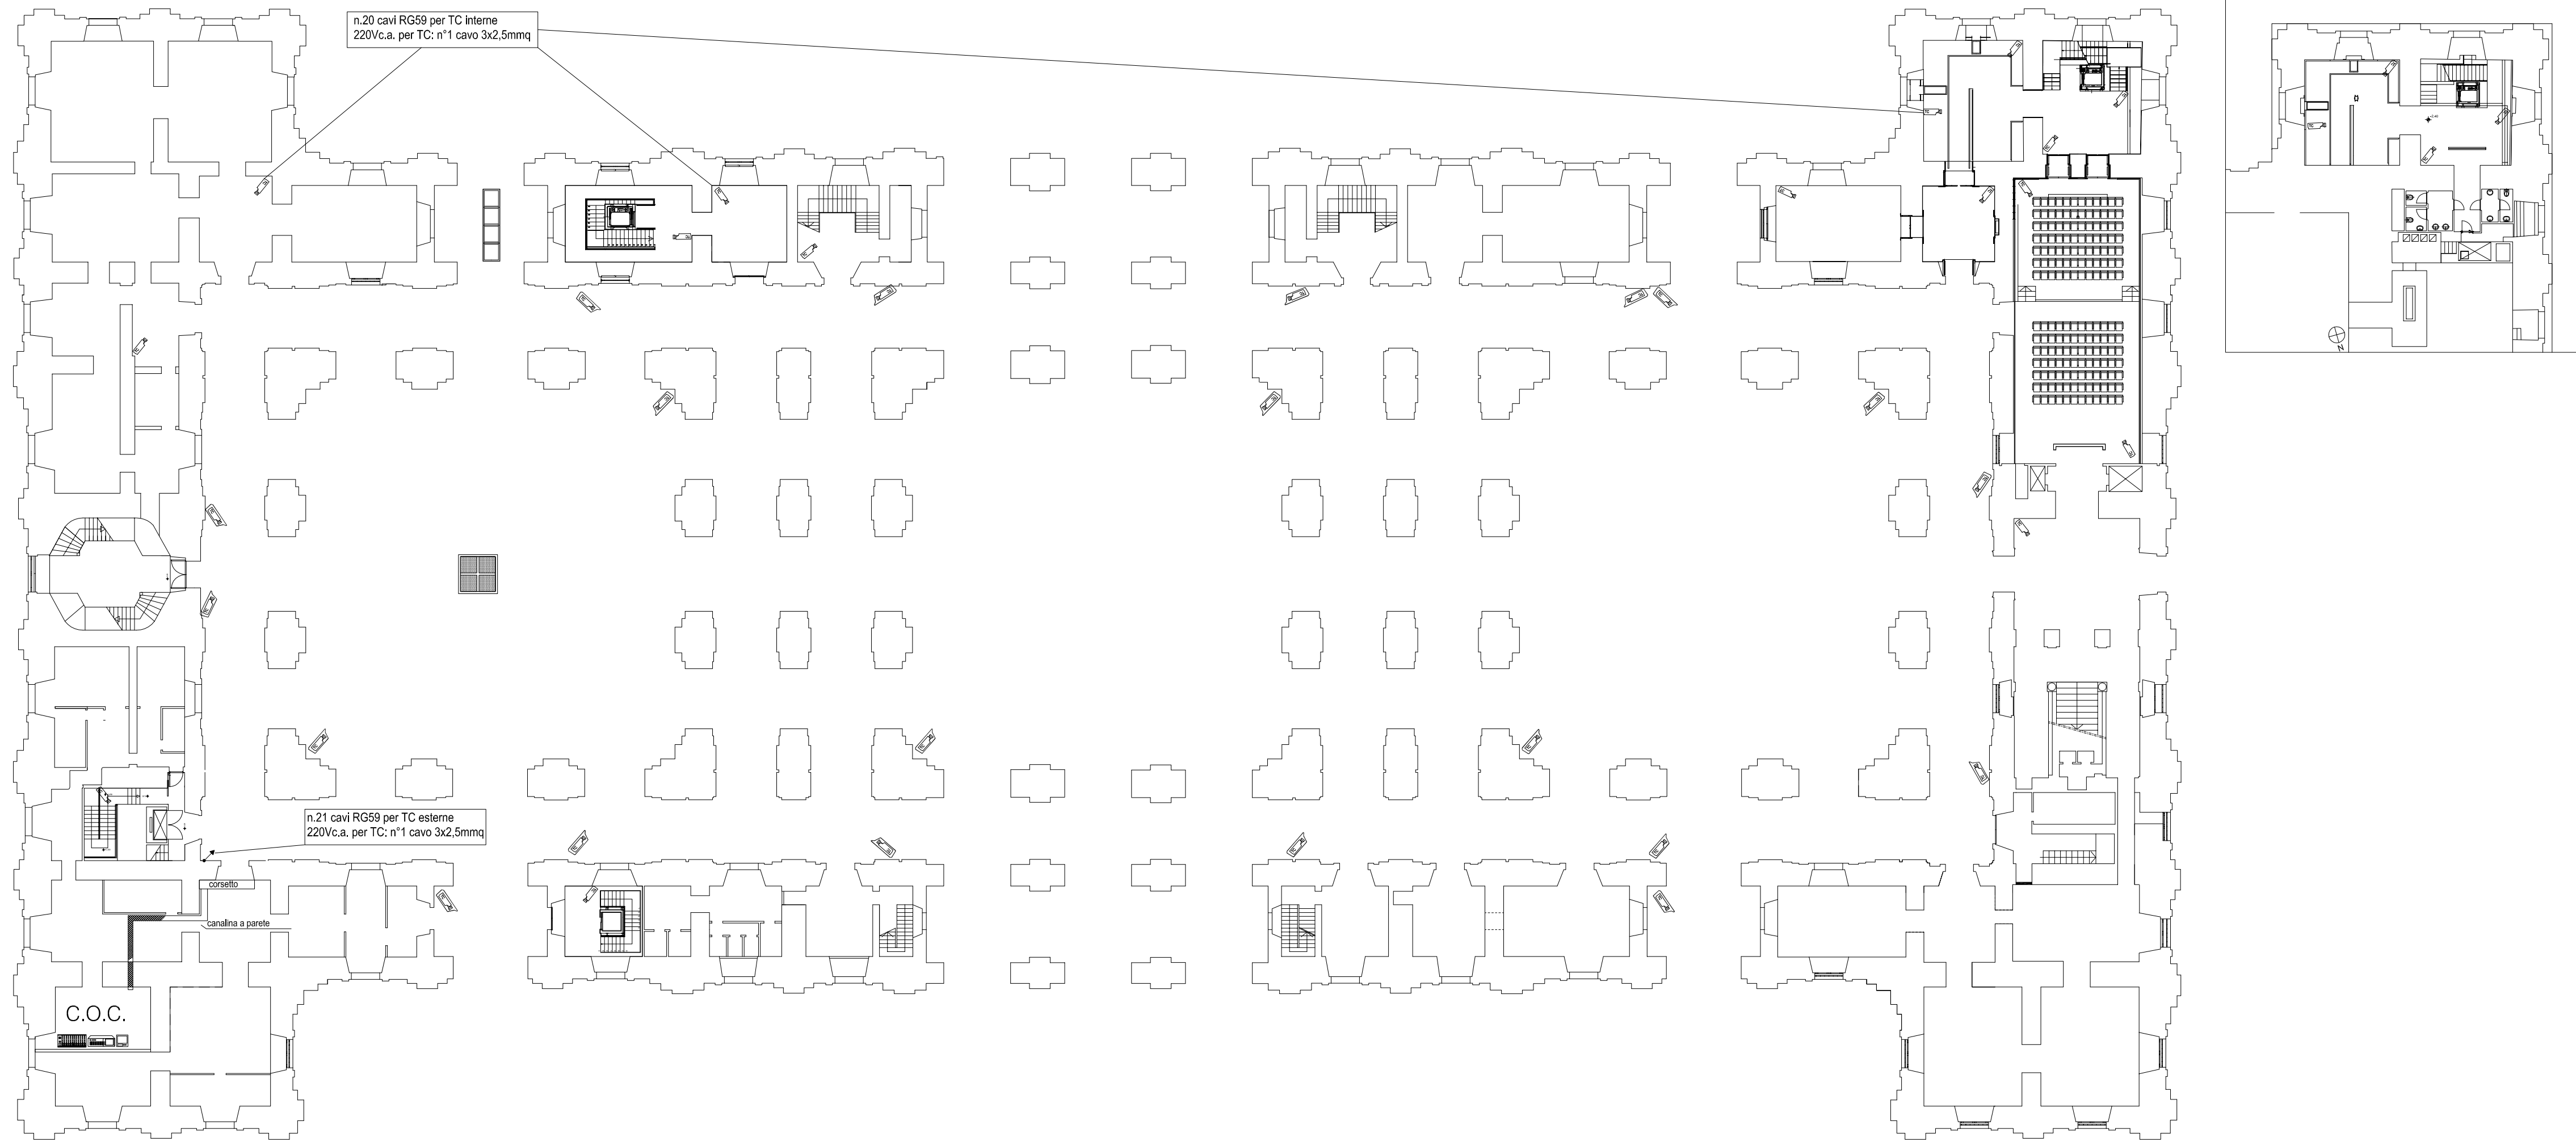 n.20 cavi RG59 per TC interne
220Vc.a. per TC: n°1 cavo 3x2,5mmq
N
n.21 cavi RG59 per TC esterne
220Vc.a. per TC: n°1 cavo 3x2,5mmq
corsetto
canalina a parete
C.O.C.